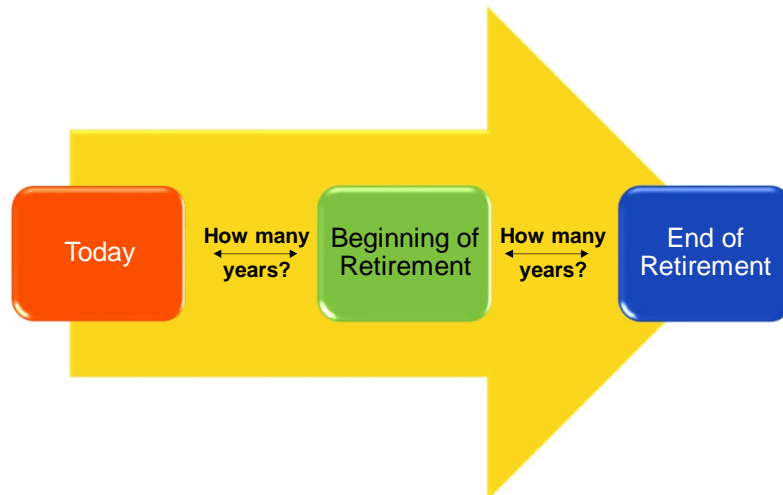 Today
How many
years?
Beginning of
Retirement
How many
years?
End of
Retirement